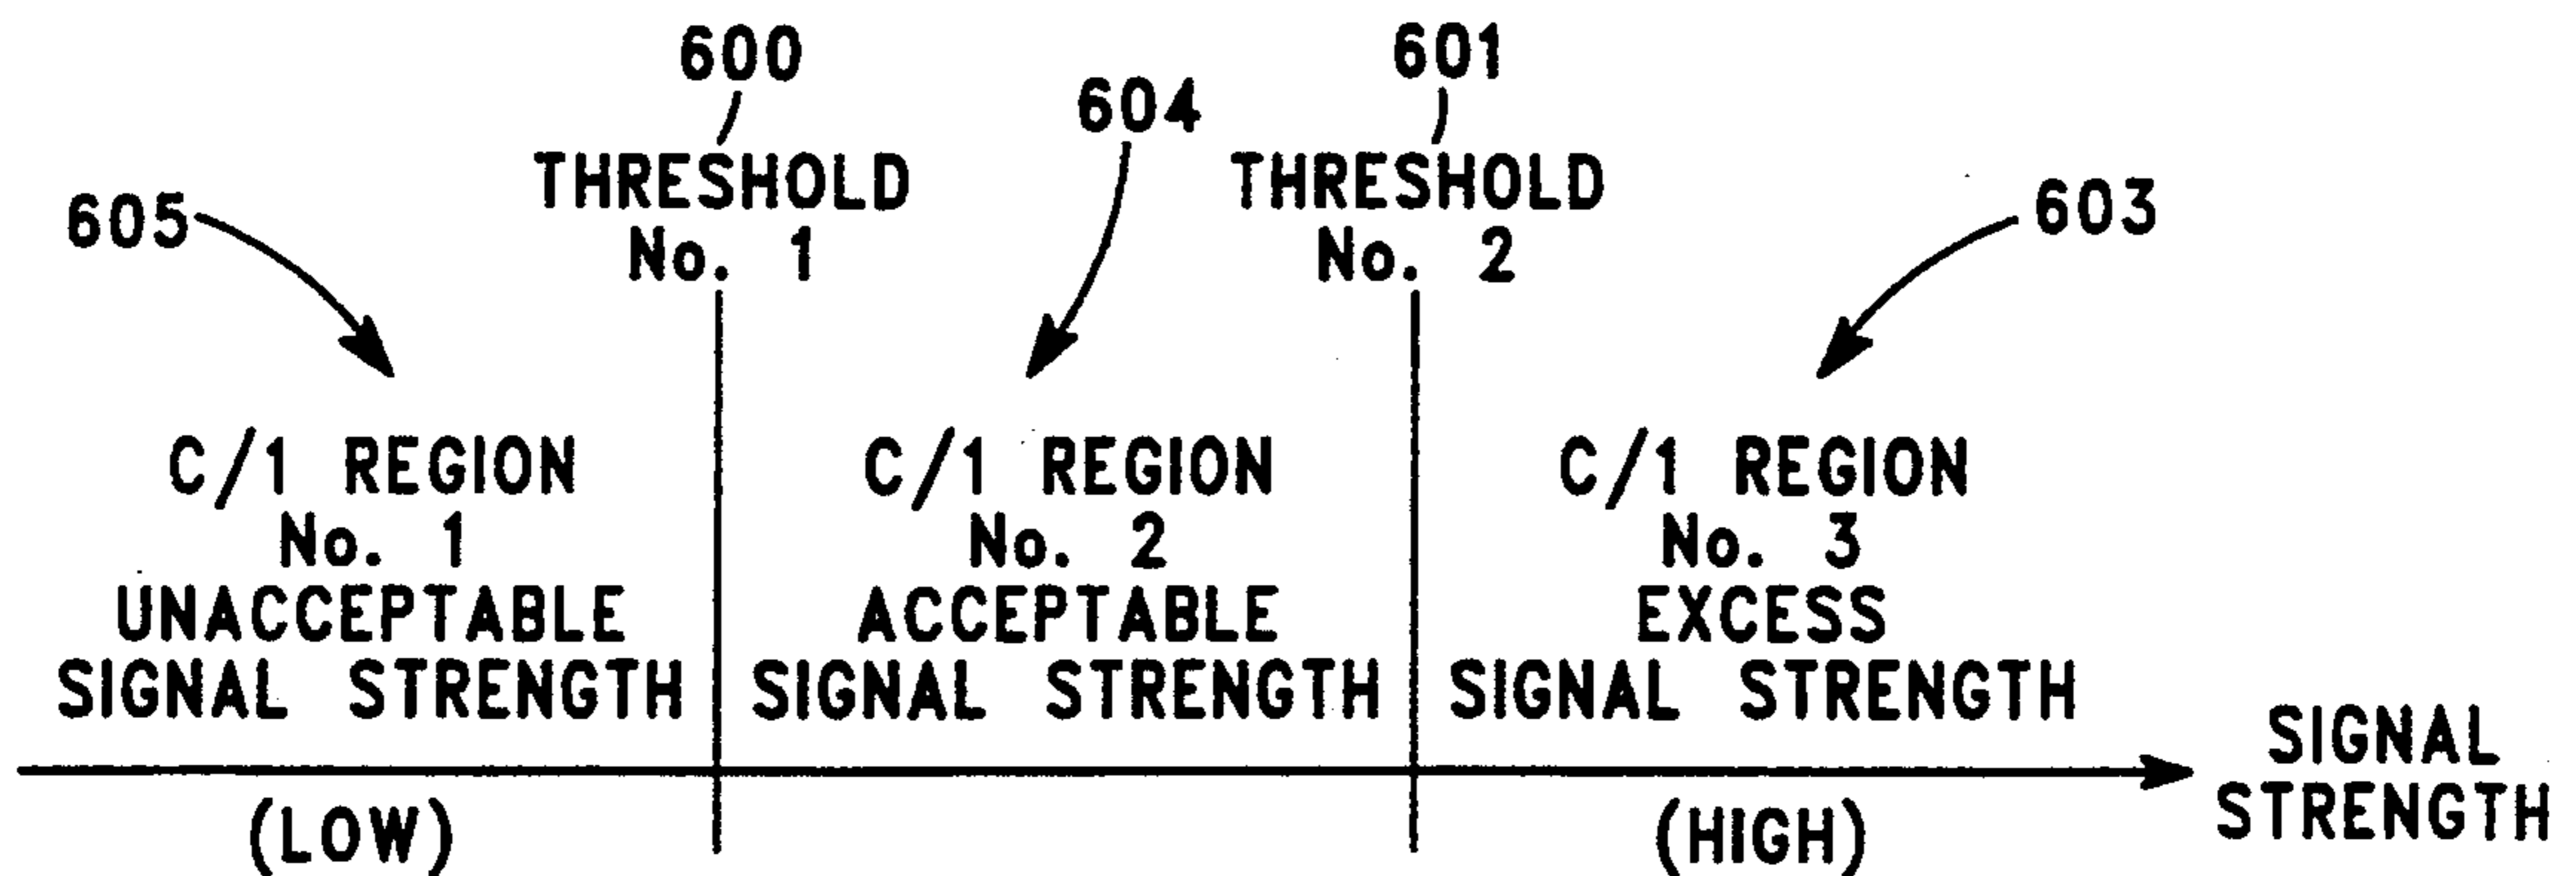 600
601
604
THRESHOLD
No. 1
THRESHOLD
No. 2
605
603
C/1 REGION
No. 1
UNACCEPTABLE
SIGNAL STRENGTH
C/1 REGION
No. 2
ACCEPTABLE
SIGNAL STRENGTH
C/1 REGION
No. 3
EXCESS
SIGNAL STRENGTH
SIGNAL
STRENGTH
(LOW)
(HIGH)